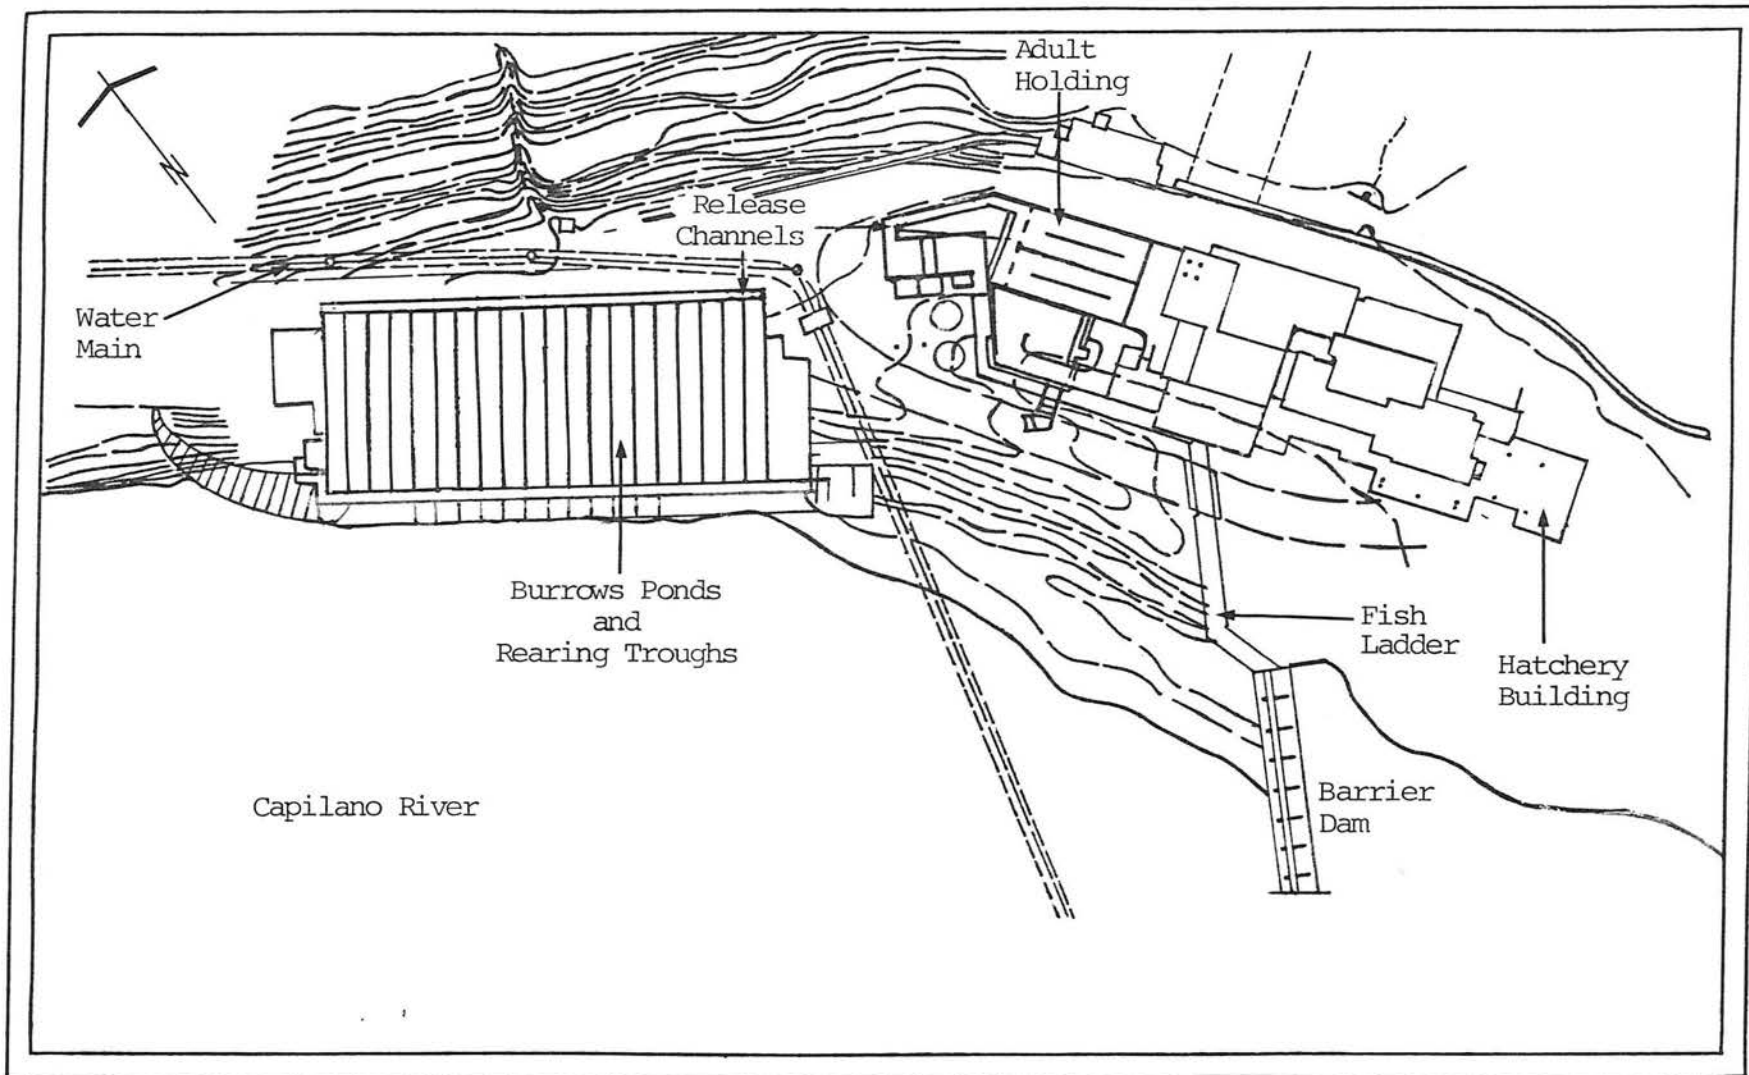 Adult
Holding
N
Release
Channels
Water
Main
Burrows Ponds
and
Rearing Troughs
Fish
Ladder
Hatchery
Building
Capilano River
Barrier
Dam